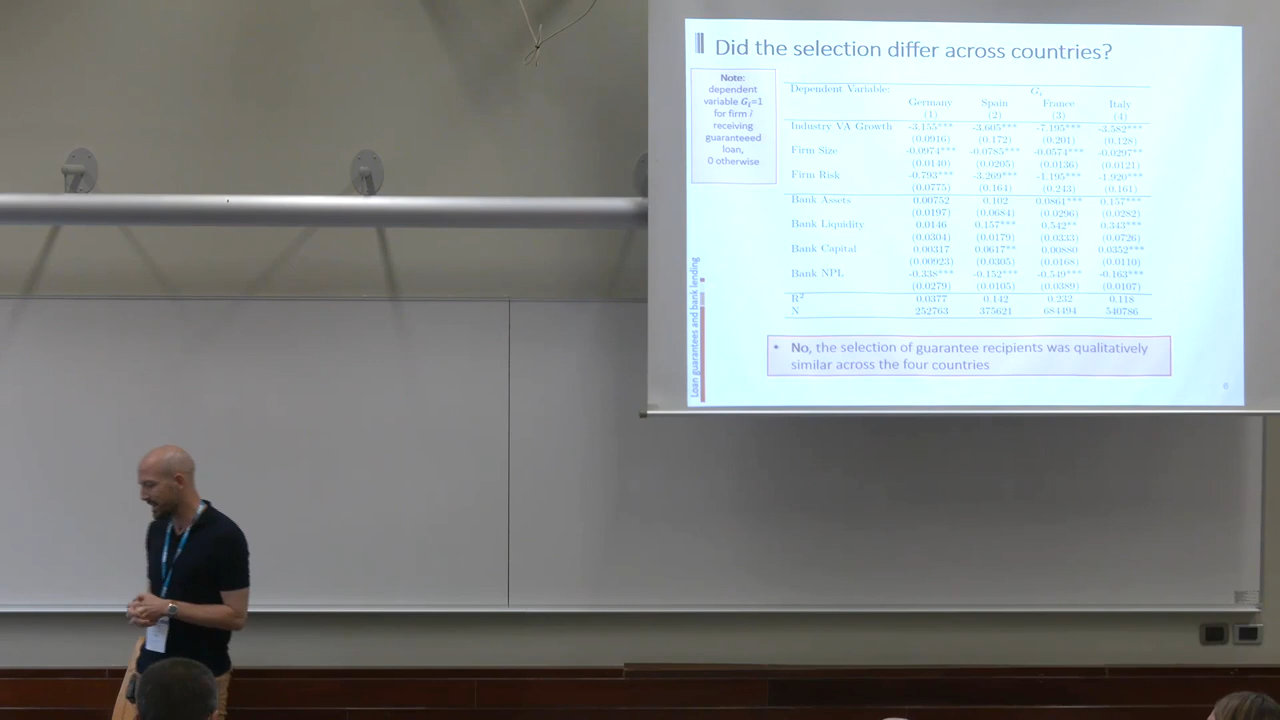 Did the selection differ across countries?
Note:
dependent
variable Gᵢ=1
for firm i
receiving
guaranteeed
loan,
0 otherwise
Dependent Variable: Gᵢ
Germany Spain France Italy
(1) (2) (3) (4)
Industry VA Growth -3.155*** -3.605*** -7.195*** -3.582***
(0.0916) (0.172) (0.201) (0.128)
Firm Size -0.0974*** -0.0785*** -0.0574*** -0.0297**
(0.0140) (0.0205) (0.0136) (0.0121)
Firm Risk -0.793*** -3.269*** -1.195*** -1.920***
(0.0775) (0.164) (0.243) (0.161)
Bank Assets 0.00752 0.102 0.0861*** 0.157***
(0.0197) (0.0684) (0.0296) (0.0282)
Bank Liquidity 0.0146 0.157*** 0.542** 0.343***
(0.0304) (0.0179) (0.0333) (0.0726)
Bank Capital 0.00317 0.0617** 0.00880 0.0352***
(0.00923) (0.0305) (0.0168) (0.0110)
Bank NPL -0.338*** -0.152*** -0.549*** -0.163***
(0.0279) (0.0105) (0.0389) (0.0107)
R² 0.0377 0.142 0.232 0.118
N 252763 375621 684494 540786
• No, the selection of guarantee recipients was qualitatively
similar across the four countries
Loan guarantees and bank lending
6